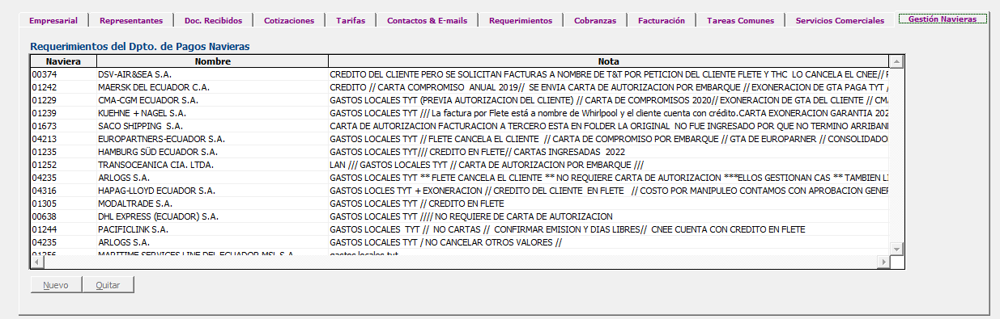 Empresarial Representantes Doc. Recibidos Cotizaciones Tarifas Contactos & E-mails Requerimientos Cobranzas Facturación Tareas Comunes Servicios Comerciales Gestión Navieras
Requerimientos del Dpto. de Pagos Navieras
Naviera Nombre Nota
00374 DSV-AIR&SEA S.A. CREDITO DEL CLIENTE PERO SE SOLICITAN FACTURAS A NOMBRE DE T&T POR PETICION DEL CLIENTE FLETE Y THC LO CANCELA EL CNEE//
01242 MAERSK DEL ECUADOR C.A. CREDITO // CARTA COMPROMISO ANUAL 2019// SE ENVIA CARTA DE AUTORIZACION POR EMBARQUE // EXONERACION DE GTA PAGA TYT /
01229 CMA-CGM ECUADOR S.A. GASTOS LOCALES TYT (PREVIA AUTORIZACION DEL CLIENTE) // CARTA DE COMPROMISOS 2020// EXONERACION DE GTA DEL CLIENTE // CMA
01239 KUEHNE + NAGEL S.A. GASTOS LOCALES TYT /// La factura por Flete está a nombre de Whirlpool y el cliente cuenta con crédito.CARTA EXONERACION GARANTIA 202
01673 SACO SHIPPING S.A. CARTA DE AUTORIZACION FACTURACION A TERCERO ESTA EN FOLDER LA ORIGINAL NO FUE INGRESADO POR QUE NO TERMINO ARRIBAN
04213 EUROPARTNERS-ECUADOR S.A. GASTOS LOCALES TYT // FLETE CANCELA EL CLIENTE // CARTA DE COMPROMISO POR EMBARQUE // GTA DE EUROPARNER // CONSOLIDADO
01235 HAMBURG SÜD ECUADOR S.A. GASTOS LOCALES TYT/// CREDITO EN FLETE// CARTAS INGRESADAS 2022
01252 TRANSOCEANICA CIA. LTDA. LAN /// GASTOS LOCALES TYT // CARTA DE AUTORIZACION POR EMBARQUE ///
04235 ARLOGS S.A. GASTOS LOCALES TYT ** FLETE CANCELA EL CLIENTE ** NO REQUIERE CARTA DE AUTORIZACION ***ELLOS GESTIONAN CAS ** TAMBIEN LI
04316 HAPAG-LLOYD ECUADOR S.A. GASTOS LOCLES TYT + EXONERACION // CREDITO DEL CLIENTE EN FLETE // COSTO POR MANIPULEO CONTAMOS CON APROBACION GENER
01305 MODALTRADE S.A. GASTOS LOCALES TYT // CREDITO EN FLETE
00638 DHL EXPRESS (ECUADOR) S.A. GASTOS LOCALES TYT //// NO REQUIERE DE CARTA DE AUTORIZACION
01244 PACIFICLINK S.A. GASTOS LOCALES TYT // NO CARTAS // CONFIRMAR EMISION Y DIAS LIBRES// CNEE CUENTA CON CREDITO EN FLETE
04235 ARLOGS S.A. GASTOS LOCALES TYT / NO CANCELAR OTROS VALORES //
01256 MARITIME SERVICES LINE DEL ECUADOR MSL S.A. gastos locales tyt
Nuevo Quitar